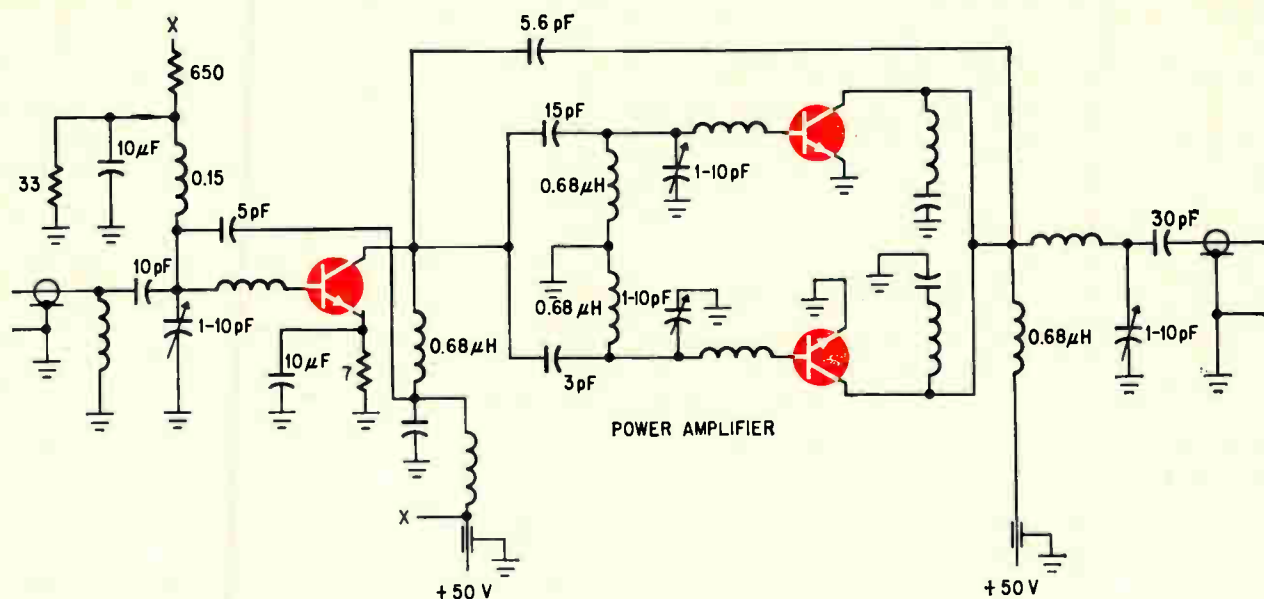 X
650
5.6 pF
15pF
10µF
33
0.15
0.68µH
1-10pF
5pF
30pF
10pF
0.68µH
1-10pF
1-10pF
0.68µH
0.68µH
1-10pF
10µF
7
3pF
POWER AMPLIFIER
X
+50 V
+50 V